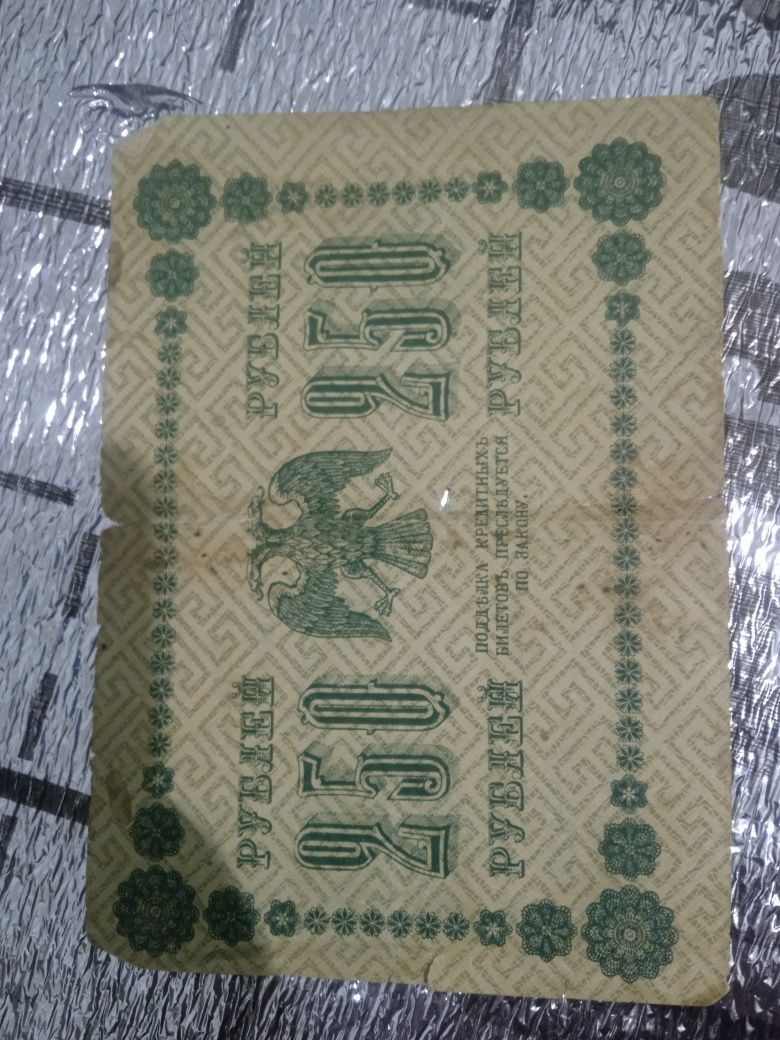 РУБЛЕЙ РУБЛЕЙ
250 250
РУБЛЕЙ РУБЛЕЙ
ПОДДѢЛКА КРЕДИТНЫХЪ
БИЛЕТОВЪ ПРЕСЛѢДУЕТСЯ
ПО ЗАКОНУ.